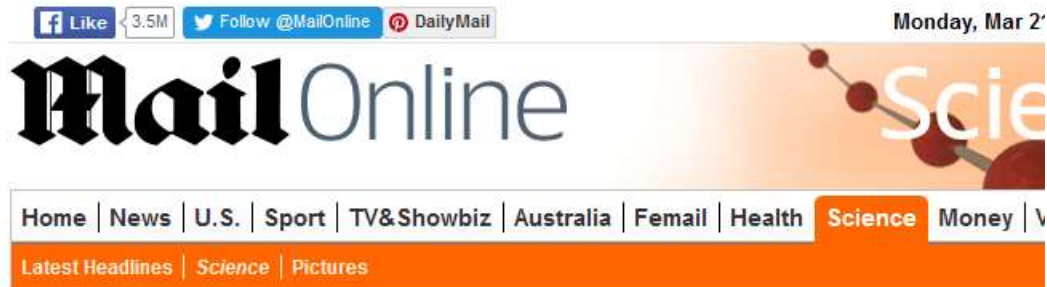 Like 3.5M Follow @MailOnline DailyMail Monday, Mar 21
Mail Online Scie
Home News U.S. Sport TV&Showbiz Australia Femail Health Science Money V
Latest Headlines Science Pictures